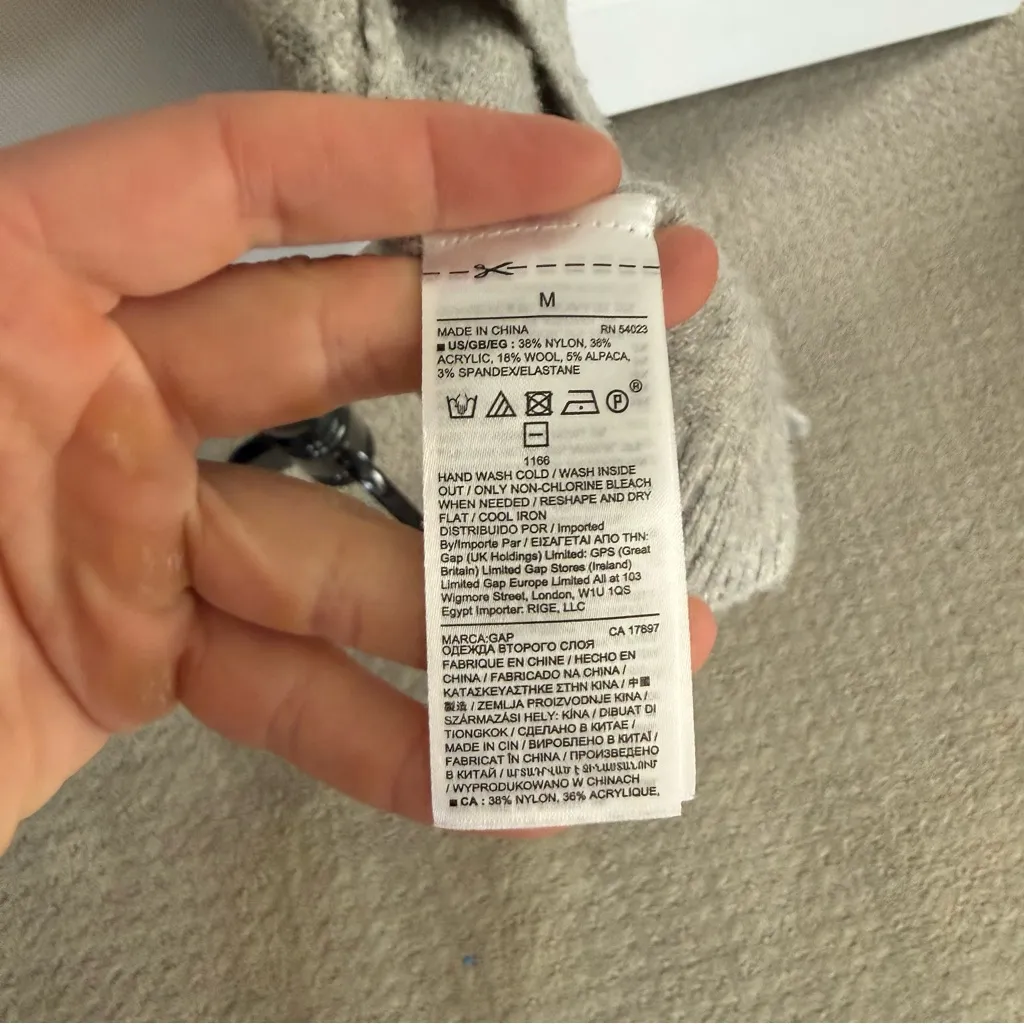 M
MADE IN CHINA RN 54023
■ US/GB/EG : 38% NYLON, 36%
ACRYLIC, 18% WOOL, 5% ALPACA,
3% SPANDEX/ELASTANE
P ®
1166
HAND WASH COLD / WASH INSIDE
OUT / ONLY NON-CHLORINE BLEACH
WHEN NEEDED / RESHAPE AND DRY
FLAT / COOL IRON
DISTRIBUIDO POR / Imported
By/Importe Par / ΕΙΣΑΓΕΤΑΙ ΑΠΟ ΤΗΝ:
Gap (UK Holdings) Limited: GPS (Great
Britain) Limited Gap Stores (Ireland)
Limited Gap Europe Limited All at 103
Wigmore Street, London, W1U 1QS
Egypt Importer: RIGE, LLC
MARCA:GAP CA 17897
ОДЕЖДА ВТОРОГО СЛОЯ
FABRIQUE EN CHINE / HECHO EN
CHINA / FABRICADO NA CHINA /
ΚΑΤΑΣΚΕΥΑΣΤΗΚΕ ΣΤΗΝ ΚΙΝΑ / 中國
製造 / ZEMLJA PROIZVODNJE KINA /
SZÁRMAZÁSI HELY: KÍNA / DIBUAT DI
TIONGKOK / СДЕЛАНО В КИТАЕ /
MADE IN CIN / ВИРОБЛЕНО В КИТАЇ /
FABRICAT ÎN CHINA / ПРОИЗВЕДЕНО
В КИТАЙ /
/ WYPRODUKOWANO W CHINACH
■ CA : 38% NYLON, 36% ACRYLIQUE,